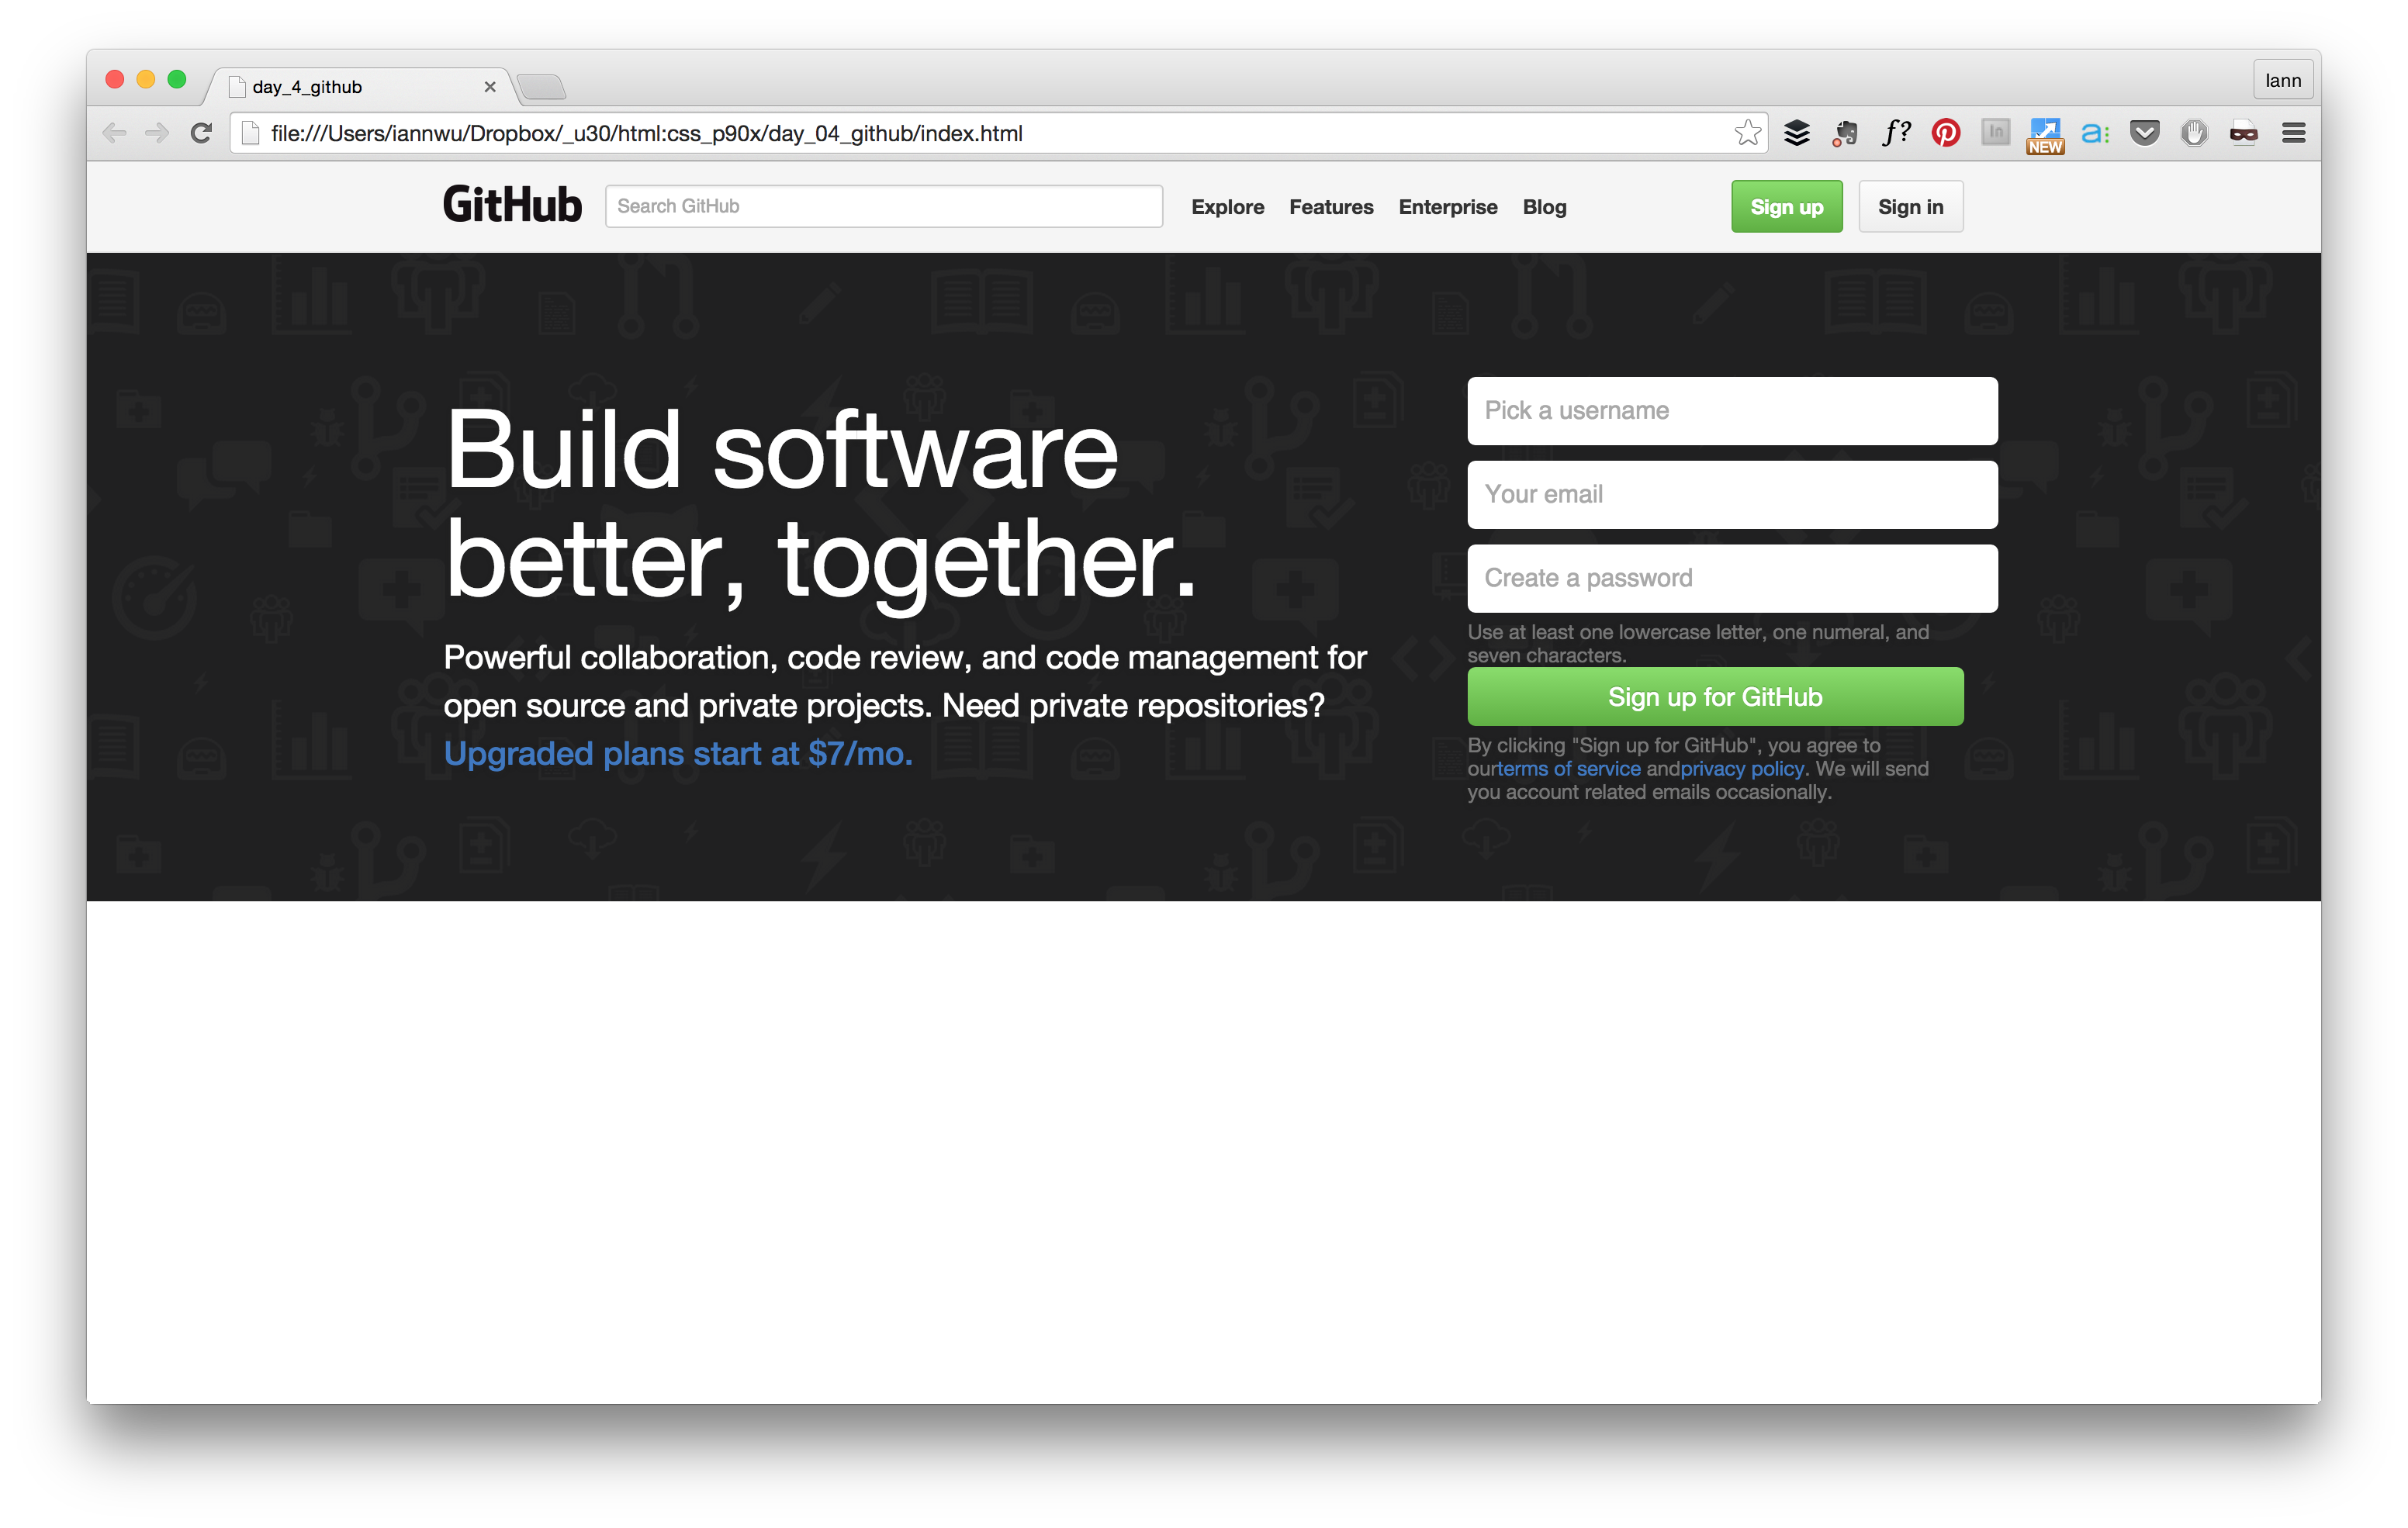 day_4_github
Iann
file:///Users/iannwu/Dropbox/_u30/html:css_p90x/day_04_github/index.html
f?
In
NEW
a:
GitHub
Search GitHub
Explore Features Enterprise Blog
Sign up
Sign in
Build software
better, together.
Powerful collaboration, code review, and code management for
open source and private projects. Need private repositories?
Upgraded plans start at $7/mo.
Pick a username
Your email
Create a password
Use at least one lowercase letter, one numeral, and
seven characters.
Sign up for GitHub
By clicking "Sign up for GitHub", you agree to
ourterms of service andprivacy policy. We will send
you account related emails occasionally.